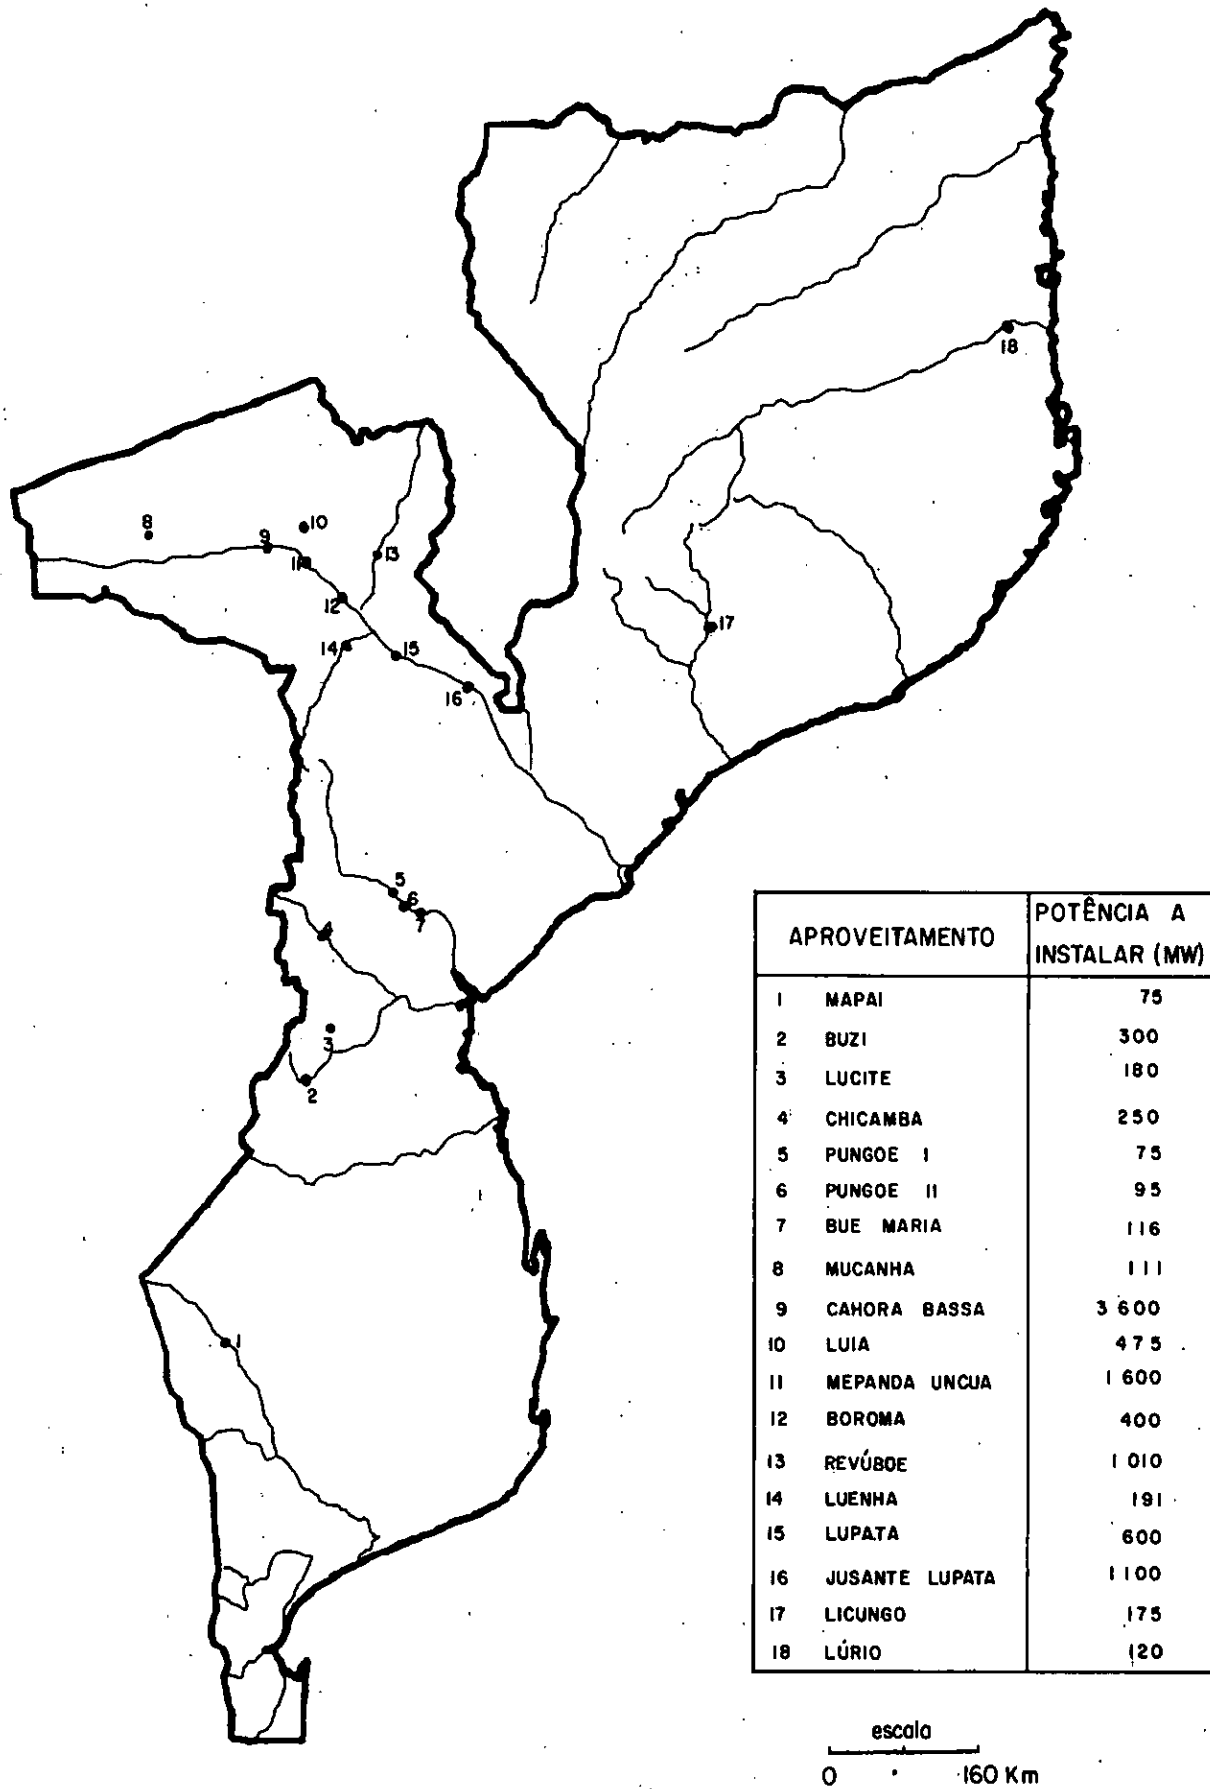 18
8
10
9
11
13
12
14
15
16
17
5
6
7
4
3
2
1
APROVEITAMENTO POTÊNCIA A INSTALAR (MW)
1 MAPAI 75
2 BUZI 300
3 LUCITE 180
4 CHICAMBA 250
5 PUNGOE I 75
6 PUNGOE II 95
7 BUE MARIA 116
8 MUCANHA 111
9 CAHORA BASSA 3 600
10 LUIA 475
11 MEPANDA UNCUA 1 600
12 BOROMA 400
13 REVÚBOE 1 010
14 LUENHA 191
15 LUPATA 600
16 JUSANTE LUPATA 1 100
17 LICUNGO 175
18 LÚRIO 120
escala
0 160 Km